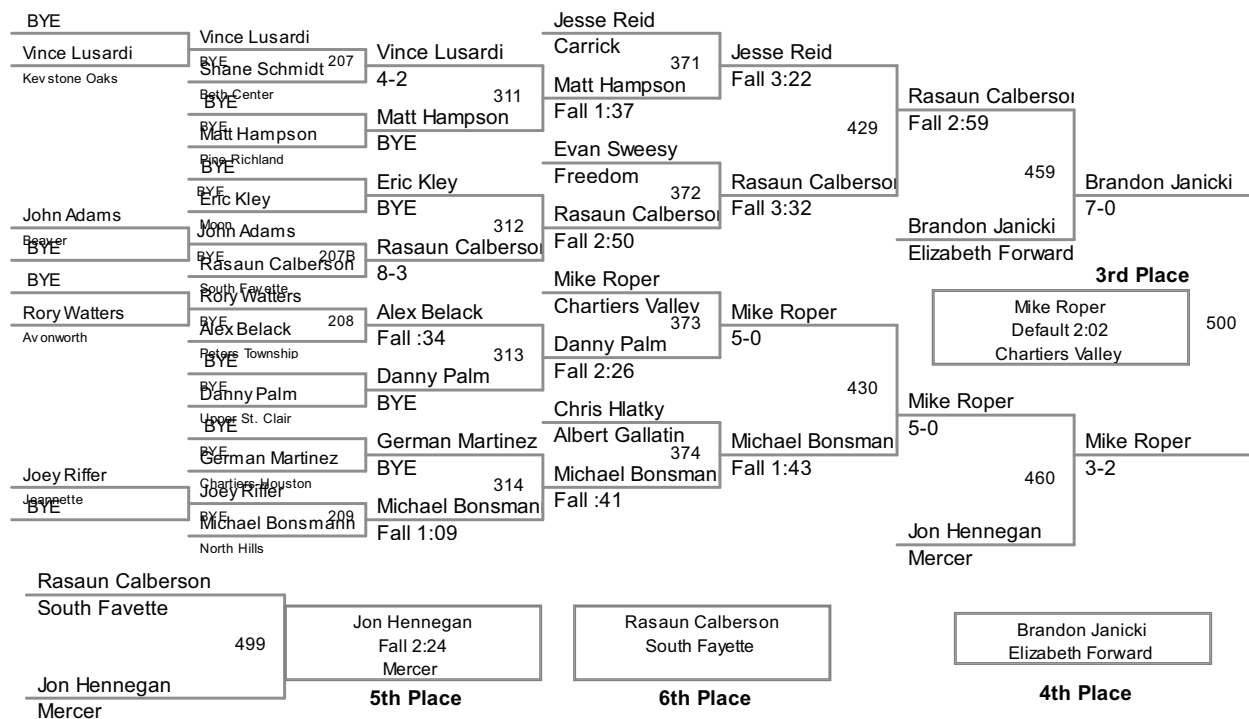 BYE
Vince Lusardi
Keystone Oaks
John Adams
Beaver
BYE
BYE
Rory Watters
Avonworth
Joey Riffer
Jeannette
BYE
Vince Lusardi
BYE
207
Shane Schmidt
Beth Center
BYE
BYE
Matt Hampson
Pine Richland
BYE
BYE
Eric Kley
Moon
John Adams
BYE
207B
Rasaun Calberson
South Fayette
Rory Watters
BYE
208
Alex Belack
Peters Township
BYE
BYE
Danny Palm
Upper St. Clair
BYE
BYE
German Martinez
Chartiers-Houston
Joey Riffer
BYE
209
Michael Bonsmann
North Hills
Vince Lusardi
4-2
311
Matt Hampson
BYE
Eric Kley
BYE
312
Rasaun Calberson
8-3
Alex Belack
Fall :34
313
Danny Palm
BYE
German Martinez
BYE
314
Michael Bonsman
Fall 1:09
Jesse Reid
Carrick
371
Matt Hampson
Fall 1:37
Evan Sweesy
Freedom
372
Rasaun Calberson
Fall 2:50
Mike Roper
Chartiers Valley
373
Danny Palm
Fall 2:26
Chris Hlatky
Albert Gallatin
374
Michael Bonsman
Fall :41
Jesse Reid
Fall 3:22
429
Rasaun Calberson
Fall 3:32
Mike Roper
5-0
430
Michael Bonsman
Fall 1:43
Rasaun Calberson
Fall 2:59
459
Brandon Janicki
Elizabeth Forward
Brandon Janicki
7-0
3rd Place
Mike Roper
Default 2:02
Chartiers Valley
500
Mike Roper
5-0
460
Jon Hennegan
Mercer
Mike Roper
3-2
Rasaun Calberson
South Fayette
499
Jon Hennegan
Mercer
Jon Hennegan
Fall 2:24
Mercer
5th Place
Rasaun Calberson
South Fayette
6th Place
Brandon Janicki
Elizabeth Forward
4th Place